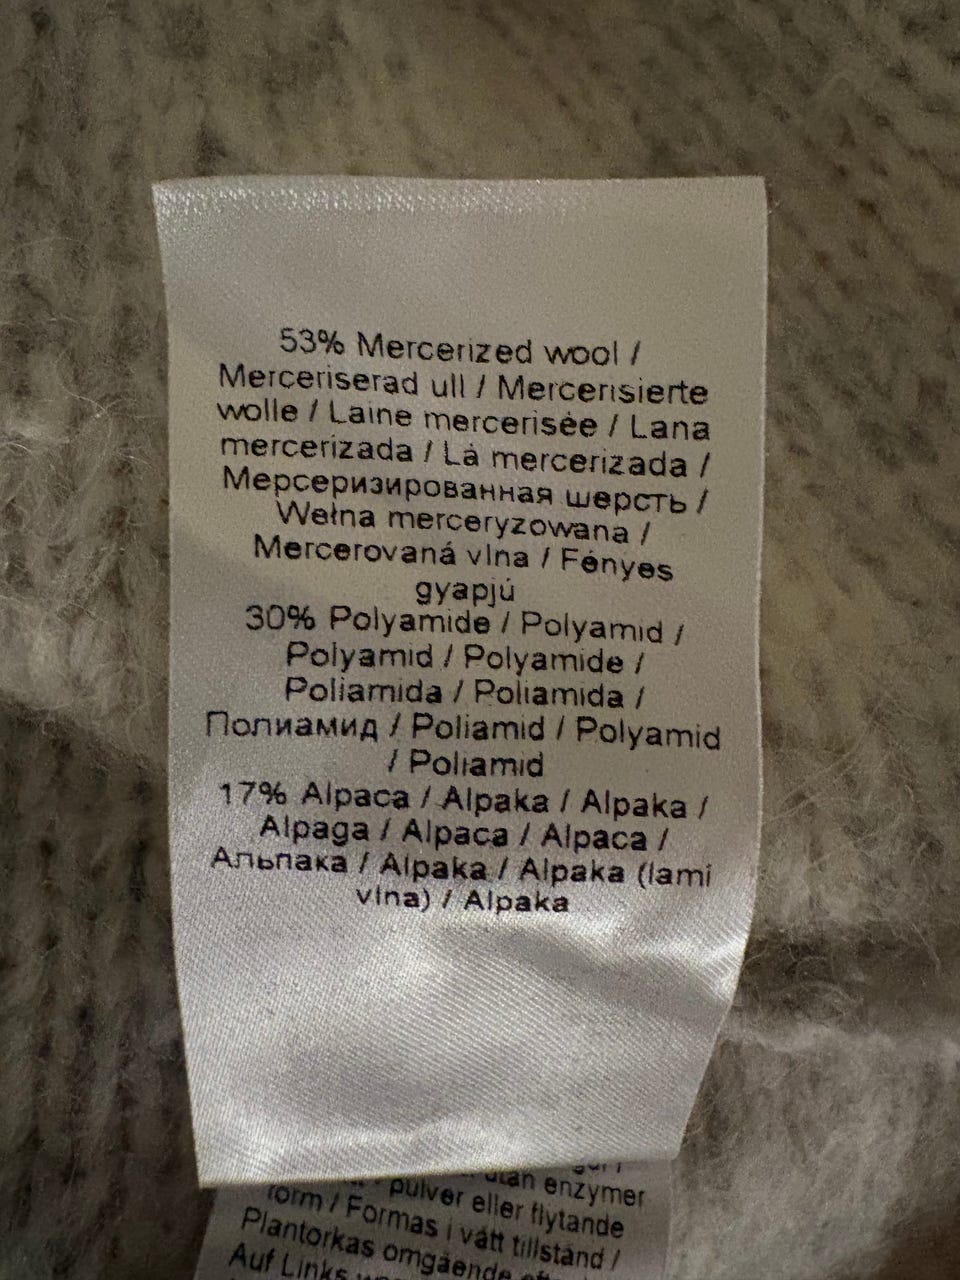 53% Mercerized wool /
Merceriserad ull / Mercerisierte
wolle / Laine mercerisée / Lana
mercerizada / Lã mercerizada /
Мерсеризированная шерсть /
Wełna merceryzowana /
Mercerovaná vlna / Fényes
gyapjú
30% Polyamide / Polyamid /
Polyamid / Polyamide /
Poliamida / Poliamida /
Полиамид / Poliamid / Polyamid
/ Poliamid
17% Alpaca / Alpaka / Alpaka /
Alpaga / Alpaca / Alpaca /
Альпака / Alpaka / Alpaka (lamí
vlna) / Alpaka
utan enzymer
pulver eller flytande
form / Formas i vått tillstånd /
Plantorkas omgående
Auf Links